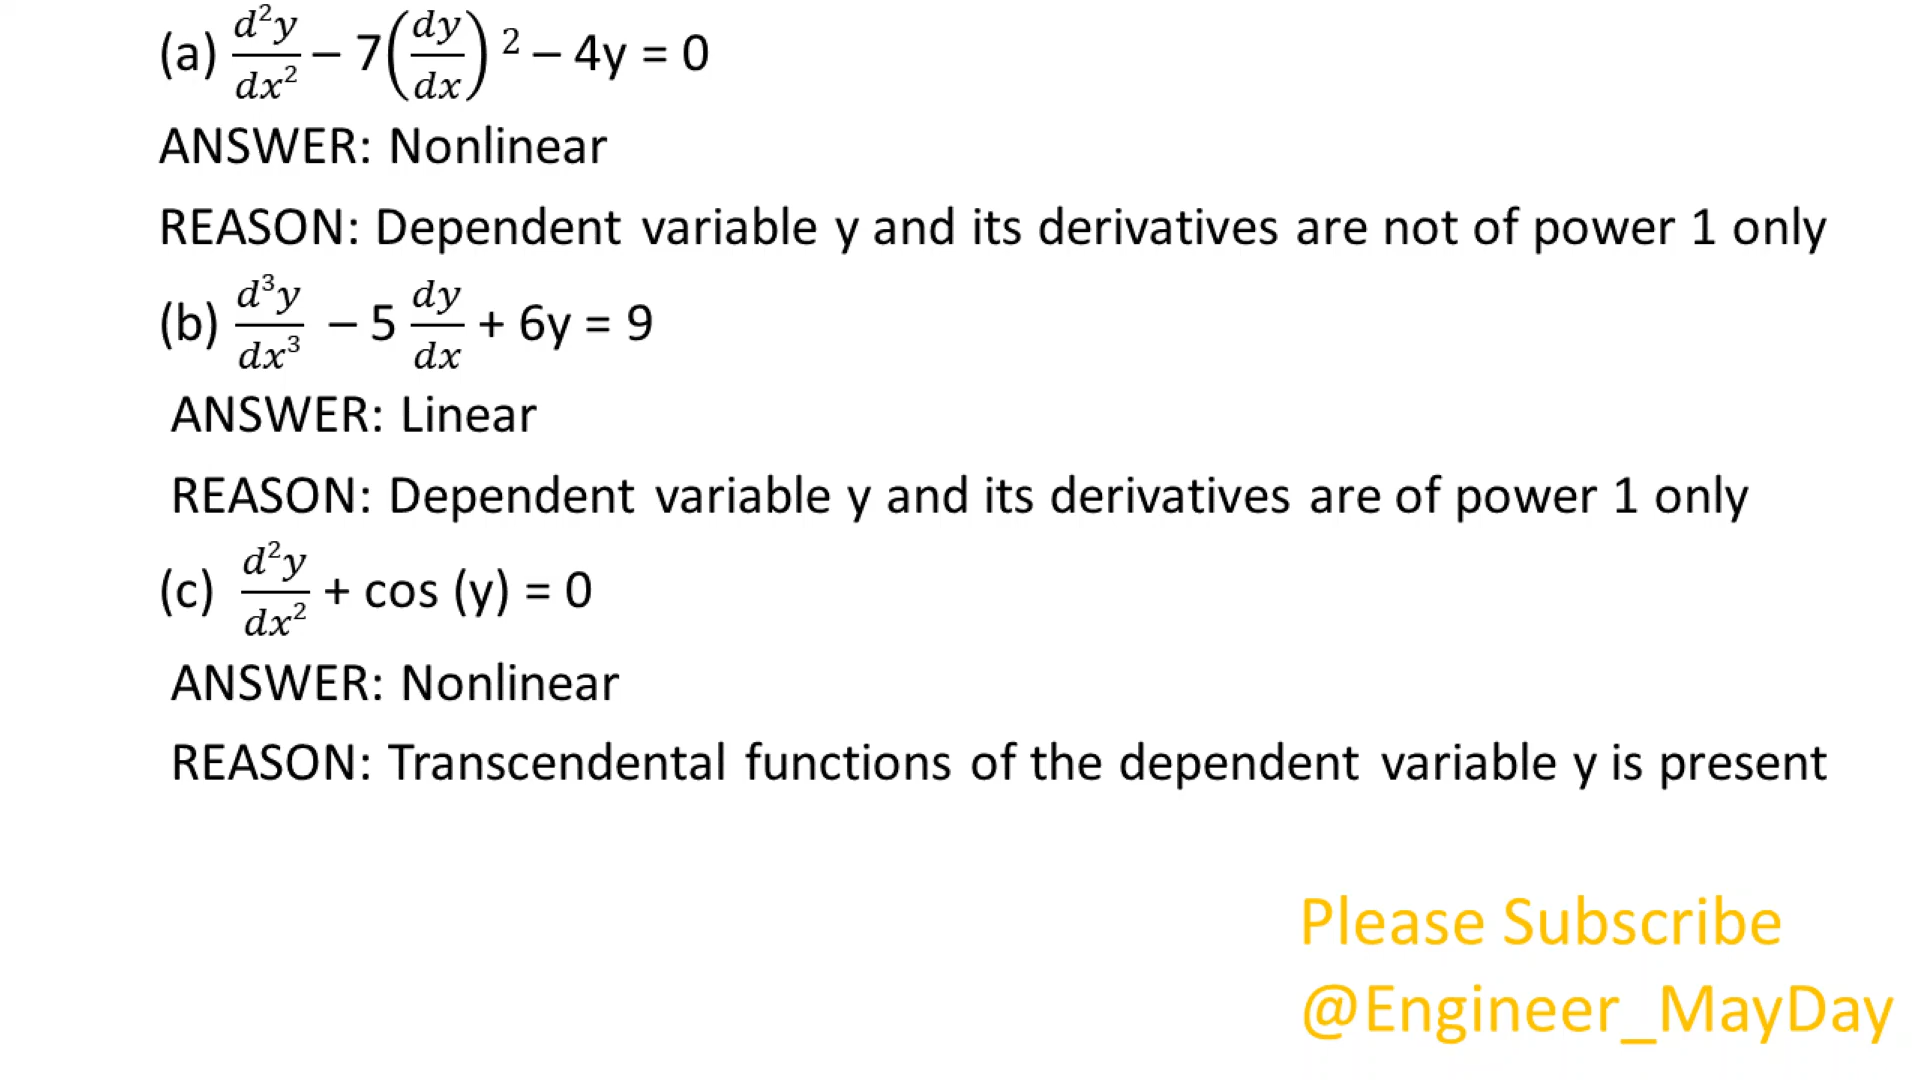 (a) d²y/dx² – 7(dy/dx)² – 4y = 0
ANSWER: Nonlinear
REASON: Dependent variable y and its derivatives are not of power 1 only
(b) d³y/dx³ – 5 dy/dx + 6y = 9
ANSWER: Linear
REASON: Dependent variable y and its derivatives are of power 1 only
(c) d²y/dx² + cos (y) = 0
ANSWER: Nonlinear
REASON: Transcendental functions of the dependent variable y is present
Please Subscribe
@Engineer_MayDay